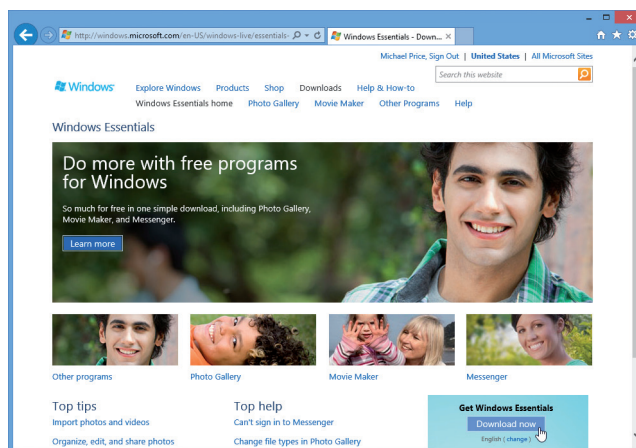 http://windows.microsoft.com/en-US/windows-live/essentials-
Windows Essentials - Down...
Michael Price, Sign Out | United States | All Microsoft Sites
Search this website
Windows
Explore Windows Products Shop Downloads Help & How-to
Windows Essentials home Photo Gallery Movie Maker Other Programs Help
Windows Essentials
Do more with free programs
for Windows
So much for free in one simple download, including Photo Gallery,
Movie Maker, and Messenger.
Learn more
Other programs Photo Gallery Movie Maker Messenger
Top tips Top help Get Windows Essentials
Import photos and videos Can't sign in to Messenger Download now
Organize, edit, and share photos Change file types in Photo Gallery English ( change )